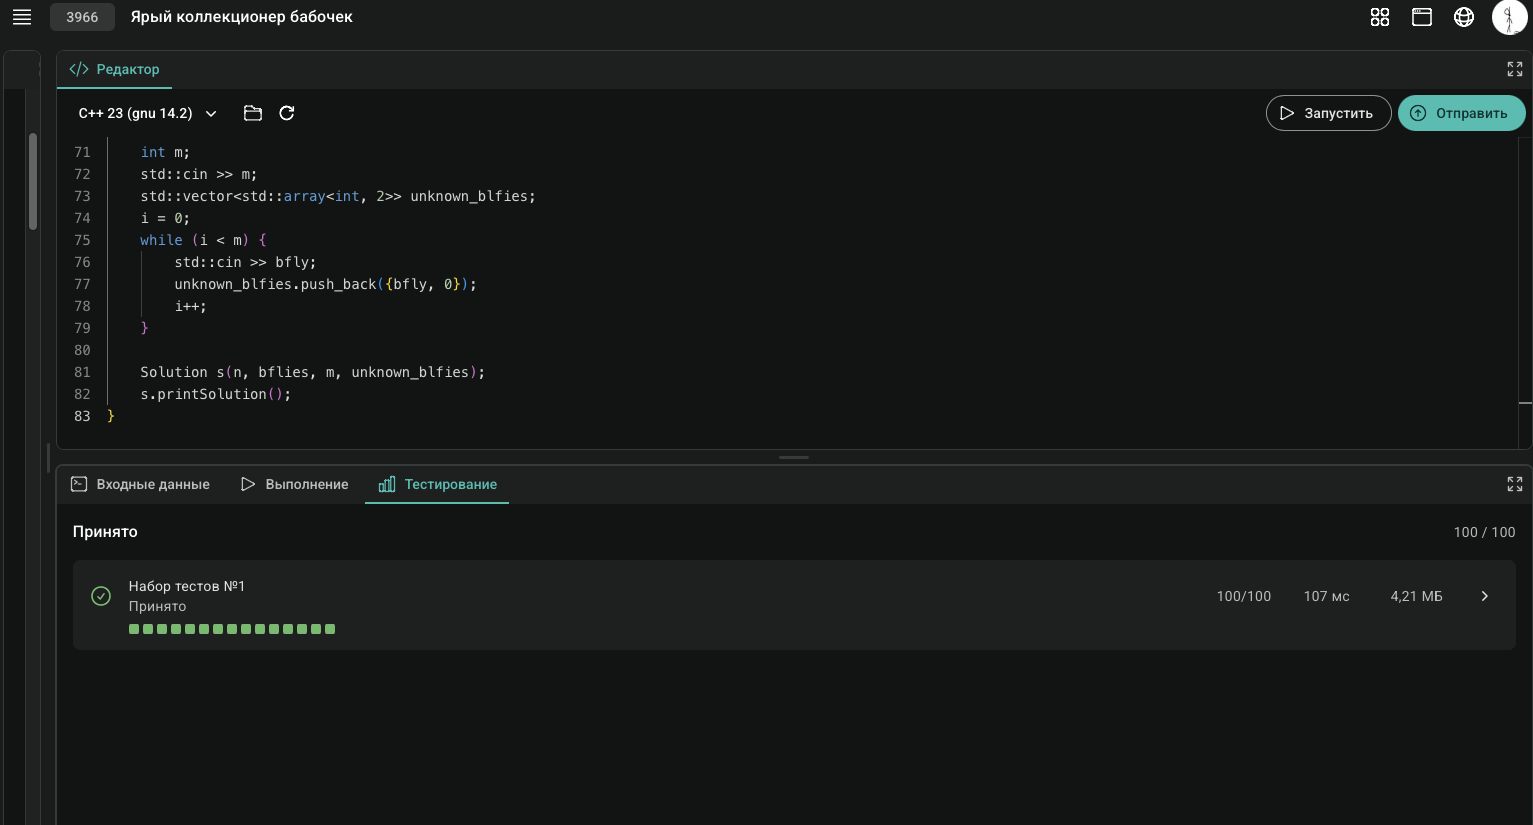 3966 Ярый коллекционер бабочек
</> Редактор
C++ 23 (gnu 14.2) Запустить Отправить
71 int m;
72 std::cin >> m;
73 std::vector<std::array<int, 2>> unknown_blfies;
74 i = 0;
75 while (i < m) {
76 std::cin >> bfly;
77 unknown_blfies.push_back({bfly, 0});
78 i++;
79 }
80
81 Solution s(n, bflies, m, unknown_blfies);
82 s.printSolution();
83 }
Входные данные Выполнение Тестирование
Принято 100 / 100
Набор тестов №1
Принято
100/100 107 мс 4,21 МБ